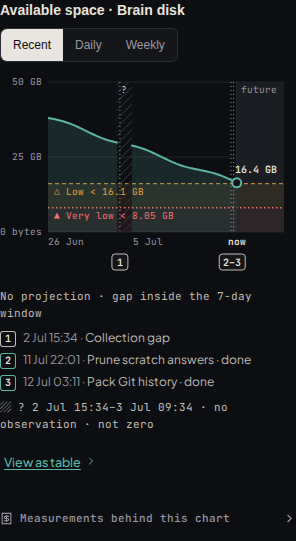 Available space · Brain disk
Recent Daily Weekly
50 GB
?
future
25 GB
16.4 GB
⚠ Low < 16.1 GB
▲ Very low < 8.05 GB
0 bytes
26 Jun 5 Jul now
1 2–3
No projection · gap inside the 7-day
window
1 2 Jul 15:34 · Collection gap
2 11 Jul 22:01 · Prune scratch answers · done
3 12 Jul 03:11 · Pack Git history · done
? 2 Jul 15:34–3 Jul 09:34 · no
observation · not zero
View as table
Measurements behind this chart